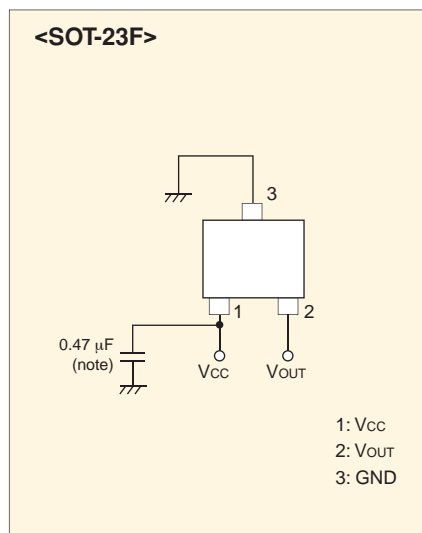 <SOT-23F>
3
1
2
0.47 μF
(note)
VCC
VOUT
1: VCC
2: VOUT
3: GND